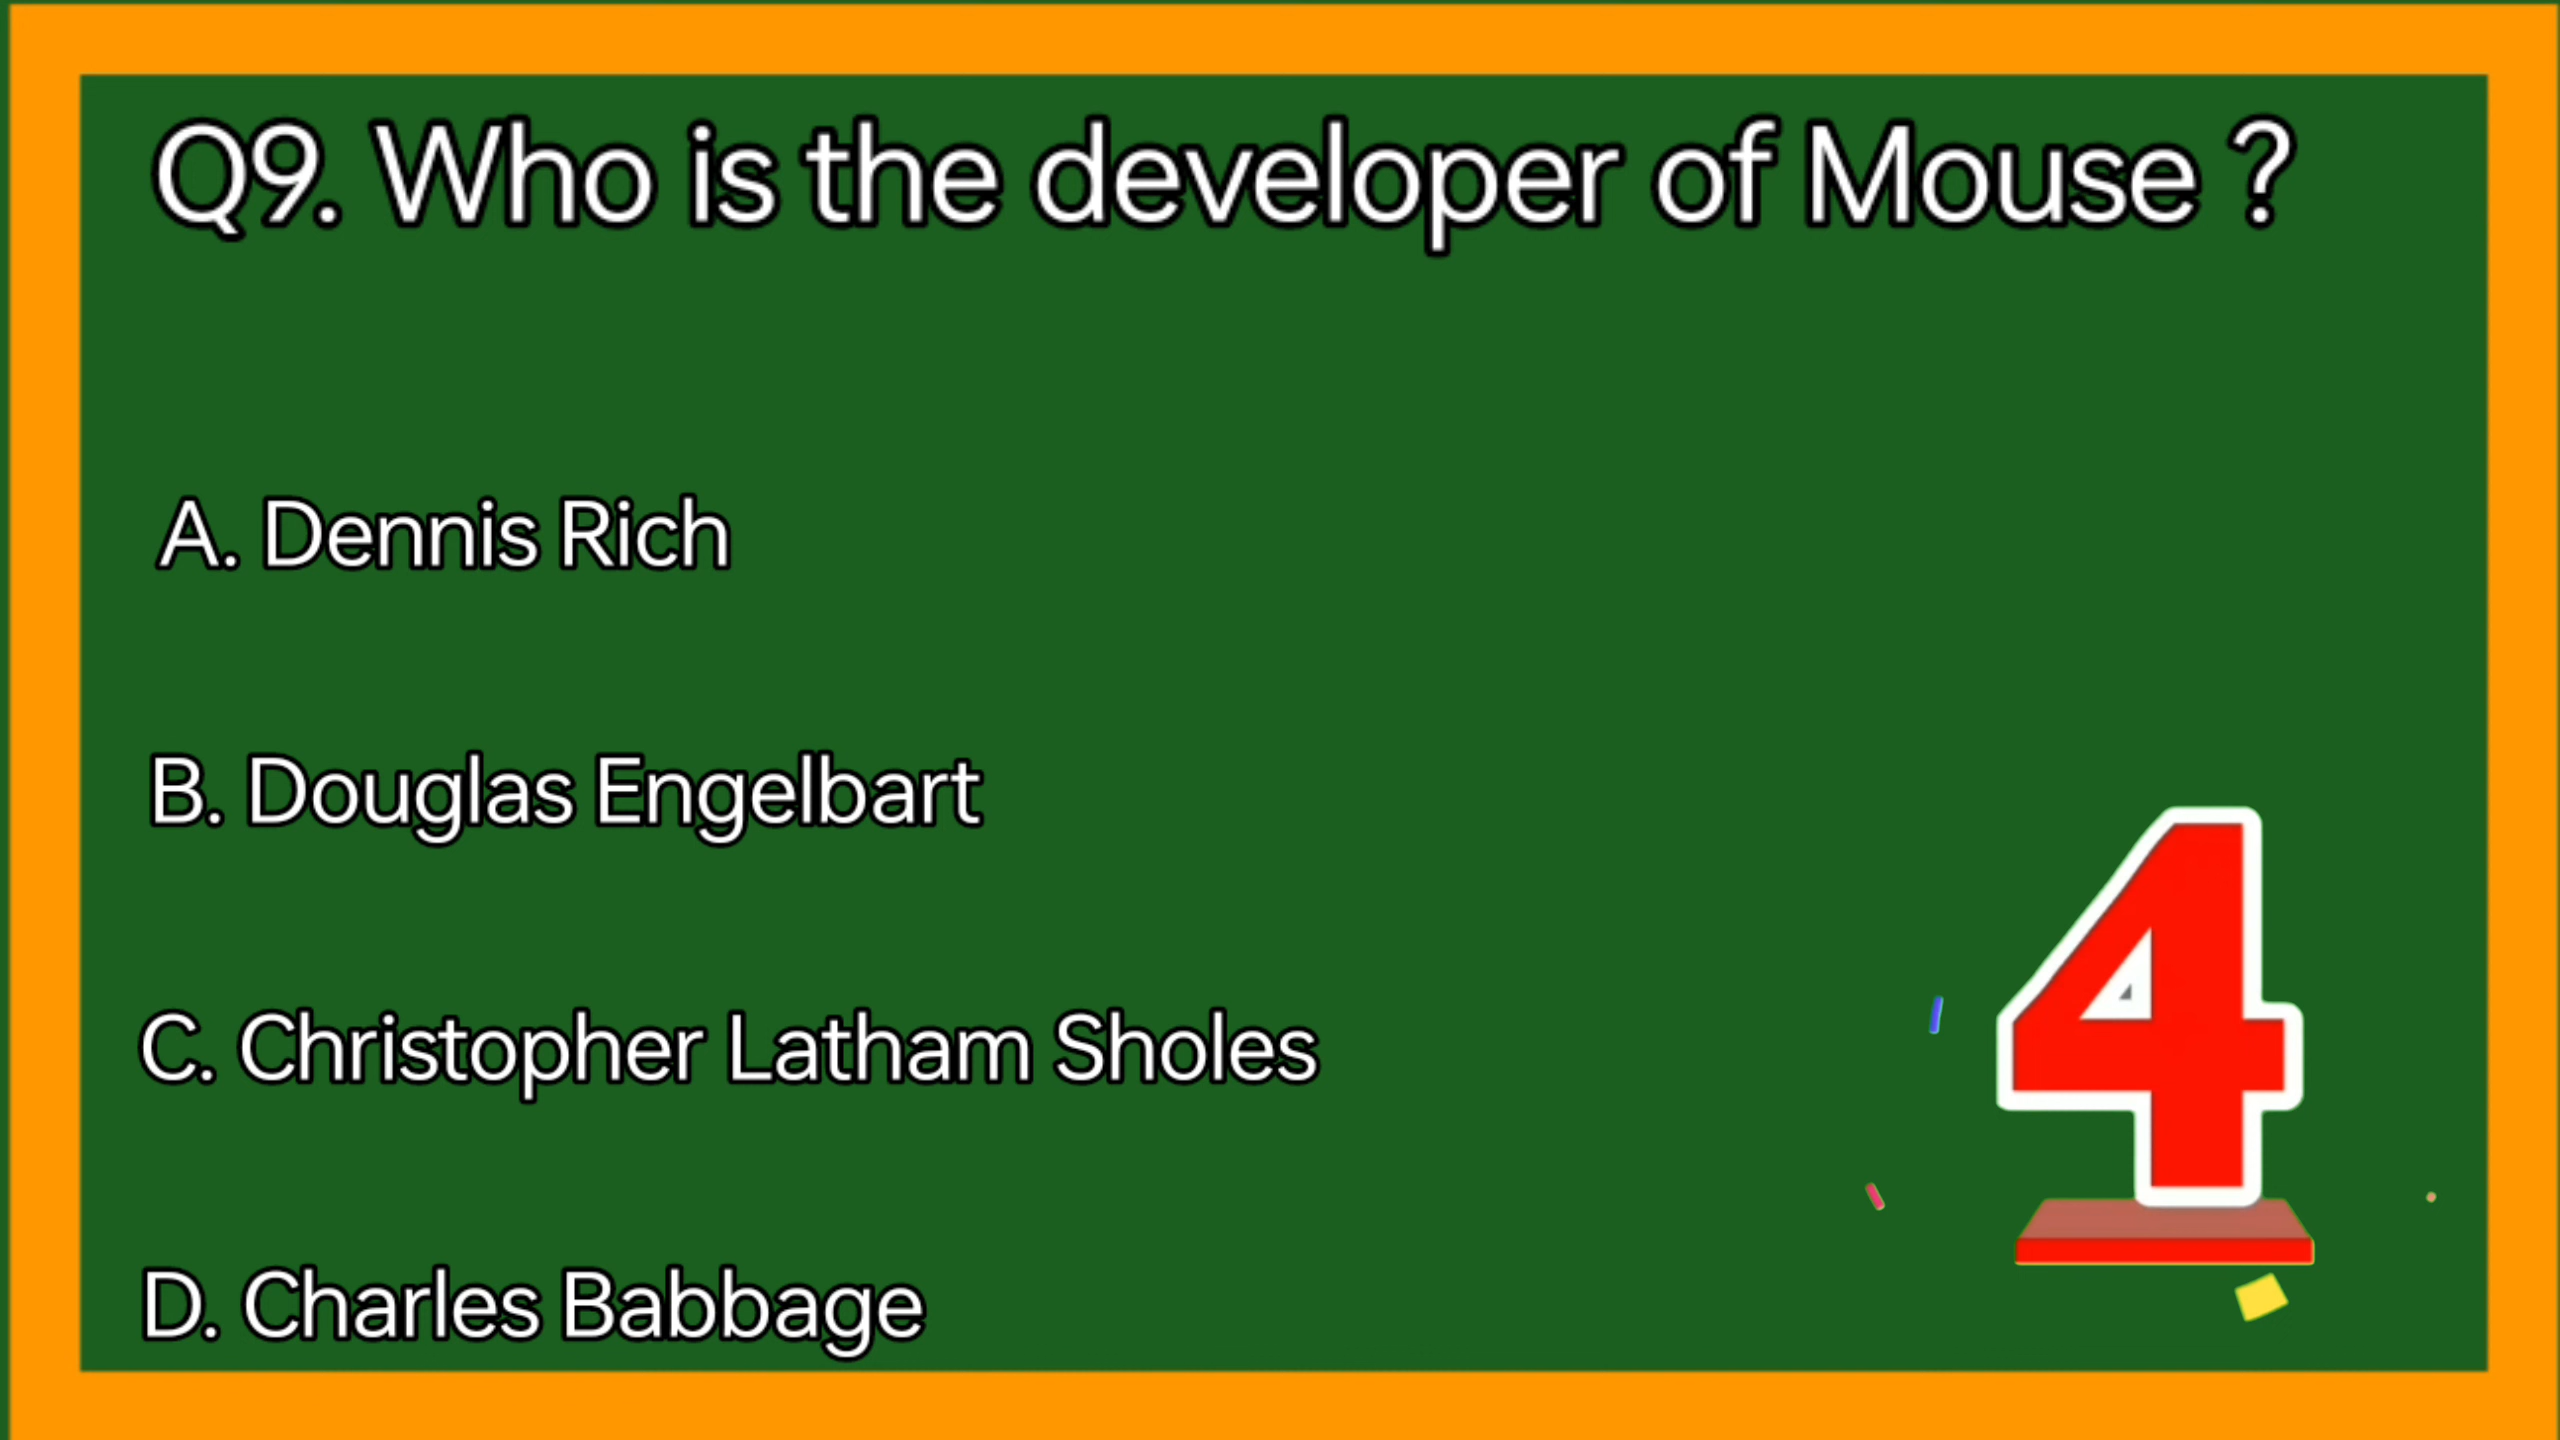 Q9. Who is the developer of Mouse ?
A. Dennis Rich
B. Douglas Engelbart
C. Christopher Latham Sholes
D. Charles Babbage
4